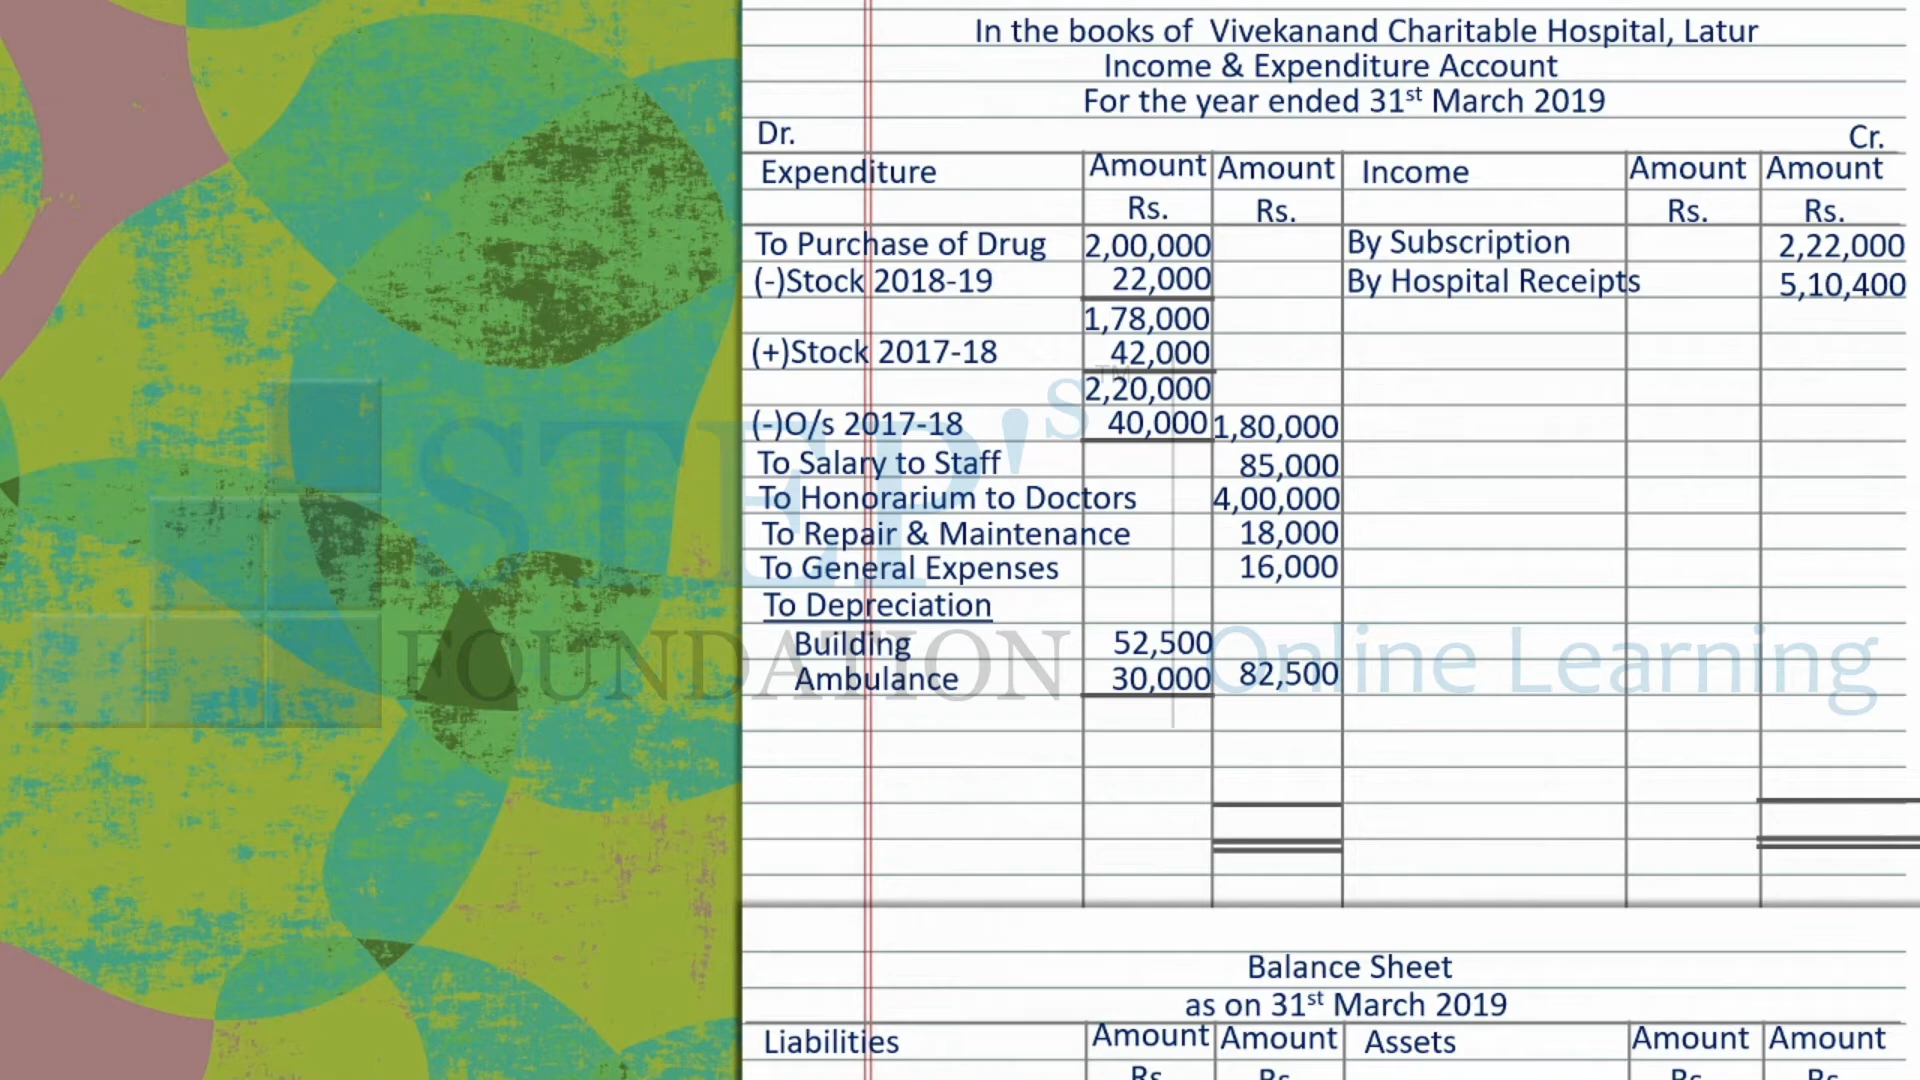 In the books of Vivekanand Charitable Hospital, Latur
Income & Expenditure Account
For the year ended 31st March 2019
Dr. Cr.
Expenditure Amount Amount Income Amount Amount
Rs. Rs. Rs. Rs.
To Purchase of Drug 2,00,000 By Subscription 2,22,000
(-)Stock 2018-19 22,000 By Hospital Receipts 5,10,400
1,78,000
(+)Stock 2017-18 42,000
2,20,000
(-)O/s 2017-18 40,000 1,80,000
To Salary to Staff 85,000
To Honorarium to Doctors 4,00,000
To Repair & Maintenance 18,000
To General Expenses 16,000
To Depreciation
Building 52,500
Ambulance 30,000 82,500
STEP'S™
FOUNDATION Online Learning
Balance Sheet
as on 31st March 2019
Liabilities Amount Amount Assets Amount Amount
Rs Rs Rs Rs